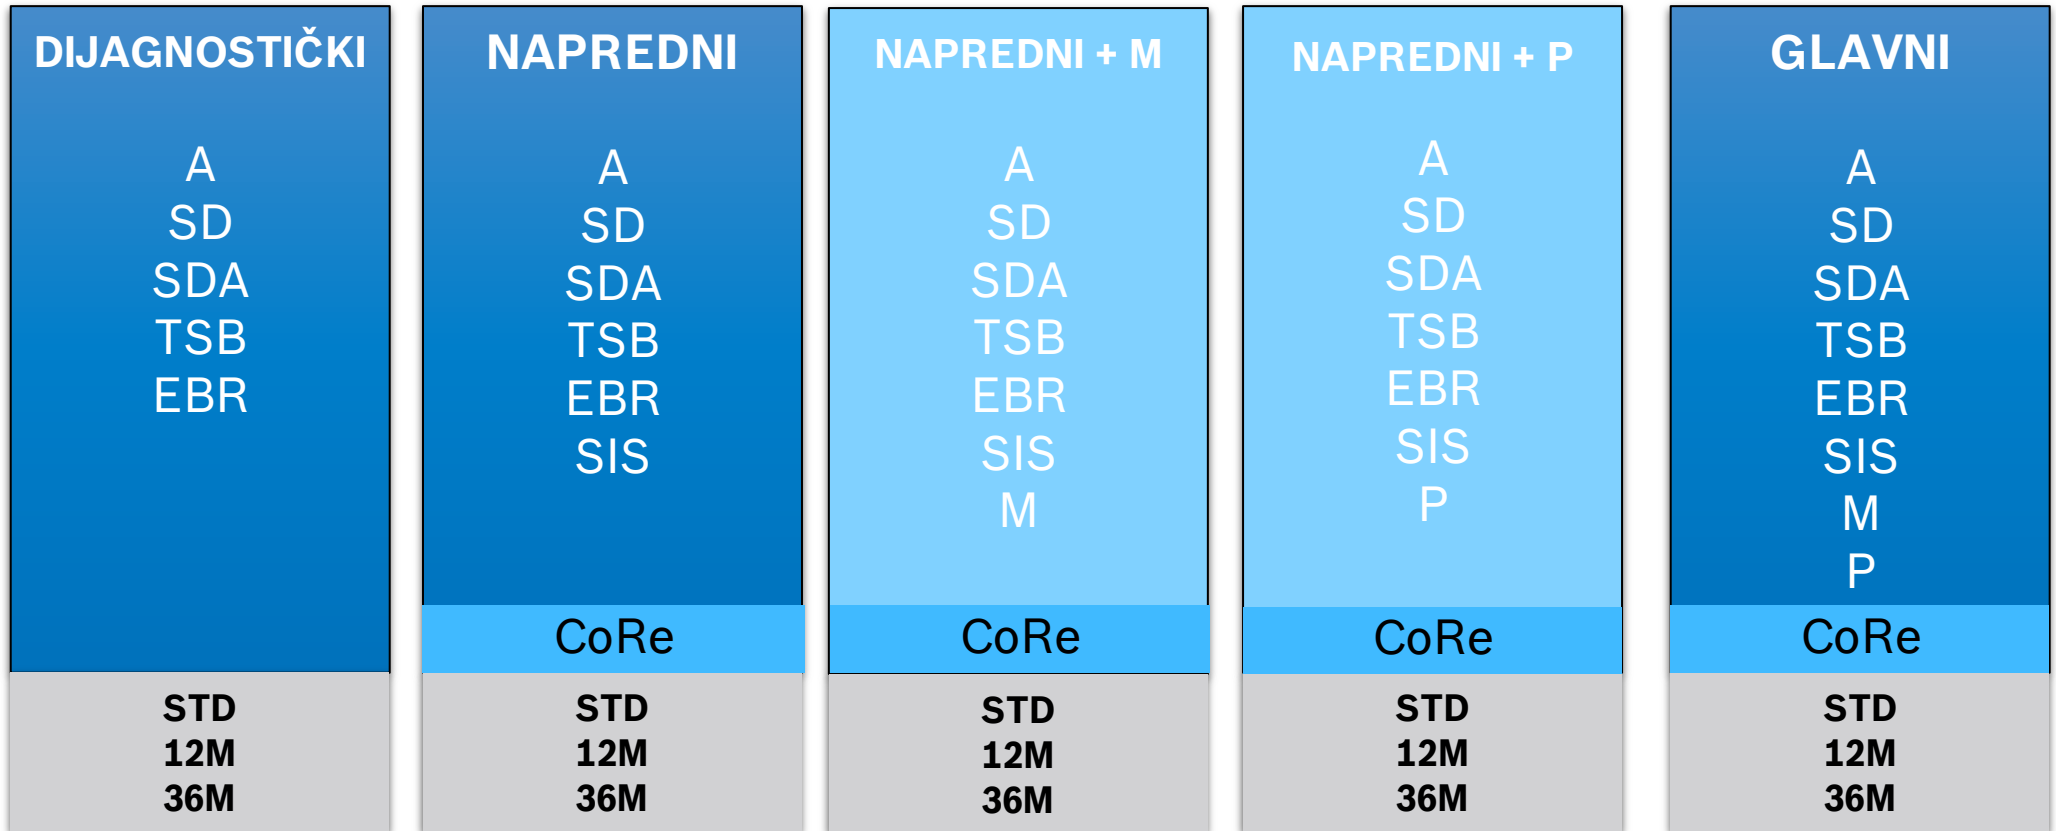 DIJAGNOSTIČKI
A
SD
SDA
TSB
EBR
STD
12M
36M
NAPREDNI
A
SD
SDA
TSB
EBR
SIS
CoRe
STD
12M
36M
NAPREDNI + M
A
SD
SDA
TSB
EBR
SIS
M
CoRe
STD
12M
36M
NAPREDNI + P
A
SD
SDA
TSB
EBR
SIS
P
CoRe
STD
12M
36M
GLAVNI
A
SD
SDA
TSB
EBR
SIS
M
P
CoRe
STD
12M
36M